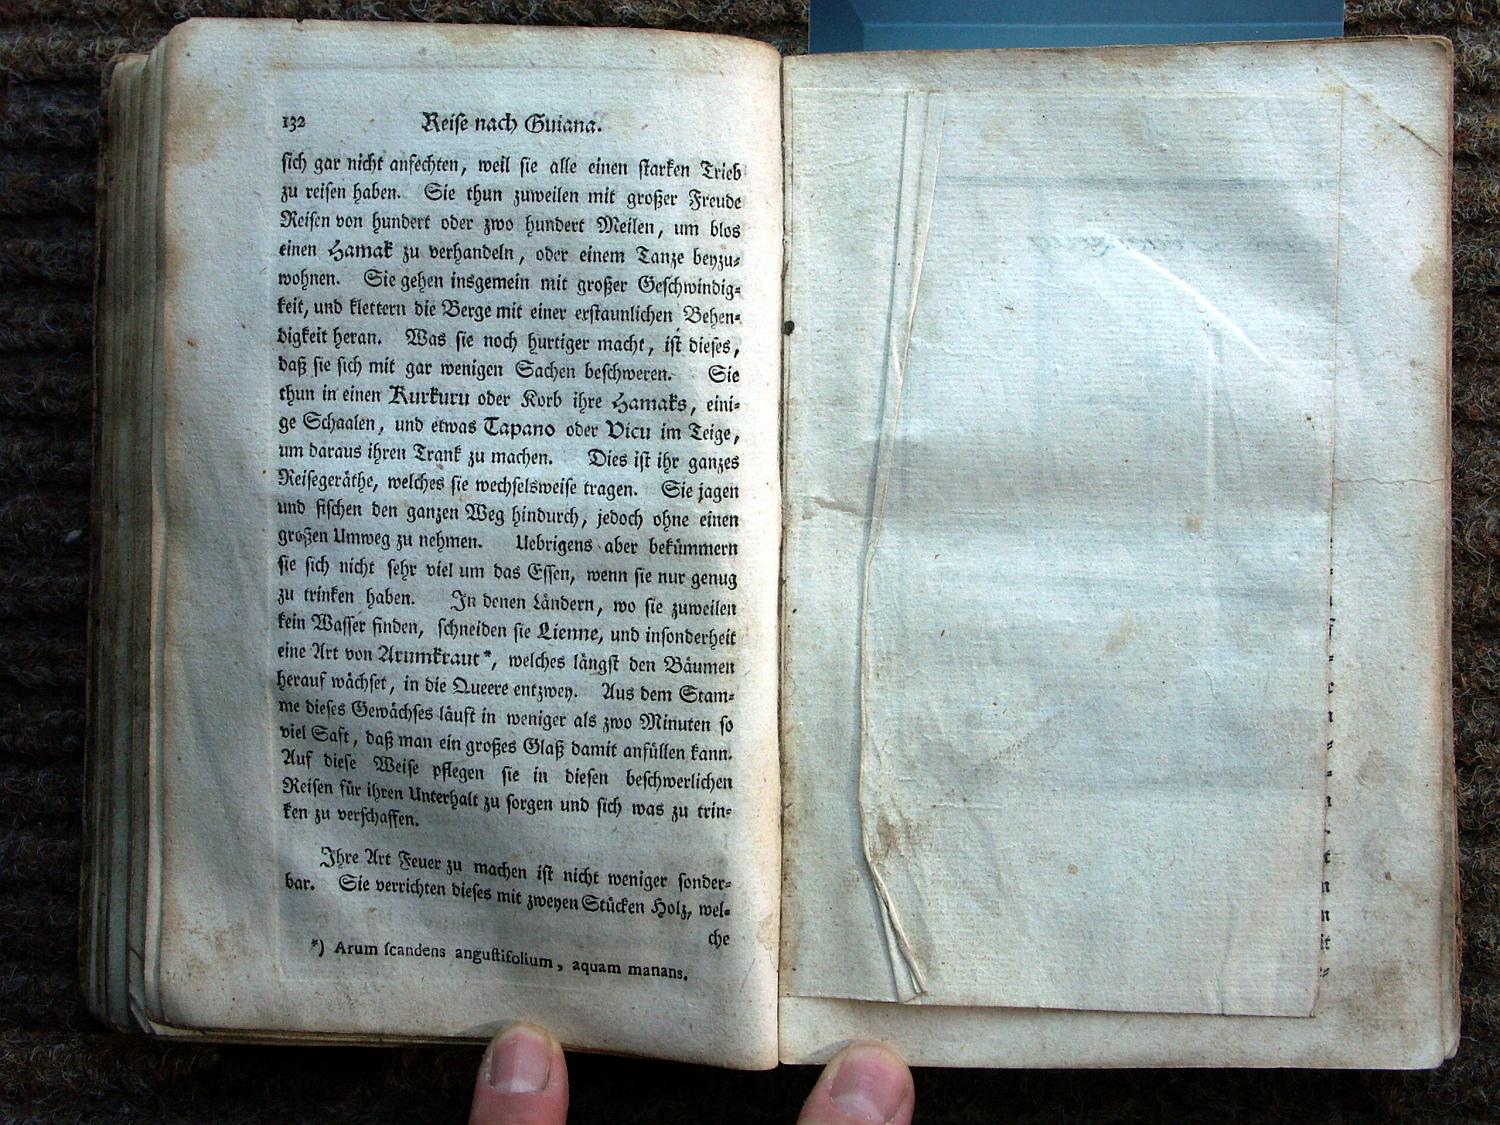 132 Reiſe nach Guiana.
ſich gar nicht anfechten, weil ſie alle einen ſtarken Trieb
zu reiſen haben. Sie thun zuweilen mit großer Freude
Reiſen von hundert oder zwo hundert Meilen, um blos
einen Hamak zu verhandeln, oder einem Tanze beyzu⸗
wohnen. Sie gehen insgemein mit großer Geſchwindig⸗
keit, und klettern die Berge mit einer erſtaunlichen Behen⸗
digkeit heran. Was ſie noch hurtiger macht, iſt dieſes,
daß ſie ſich mit gar wenigen Sachen beſchweren. Sie
thun in einen Kurkuru oder Korb ihre Hamaks, eini⸗
ge Schaalen, und etwas Tapano oder Vicu im Teige,
um daraus ihren Trank zu machen. Dies iſt ihr ganzes
Reiſegeräthe, welches ſie wechſelsweiſe tragen. Sie jagen
und fiſchen den ganzen Weg hindurch, jedoch ohne einen
großen Umweg zu nehmen. Uebrigens aber bekümmern
ſie ſich nicht ſehr viel um das Eſſen, wenn ſie nur genug
zu trinken haben. In denen Ländern, wo ſie zuweilen
kein Waſſer finden, ſchneiden ſie Lienne, und inſonderheit
eine Art von Arumkraut*, welches längſt den Bäumen
herauf wächſet, in die Queere entzwey. Aus dem Stam⸗
me dieſes Gewächſes läuft in weniger als zwo Minuten ſo
viel Saft, daß man ein großes Glaß damit anfüllen kann.
Auf dieſe Weiſe pflegen ſie in dieſen beſchwerlichen
Reiſen für ihren Unterhalt zu ſorgen und ſich was zu trin⸗
ken zu verſchaffen.
Ihre Art Feuer zu machen iſt nicht weniger ſonder⸗
bar. Sie verrichten dieſes mit zweyen Stücken Holz, wel⸗
che
*) Arum ſcandens anguſtifolium, aquam manans.